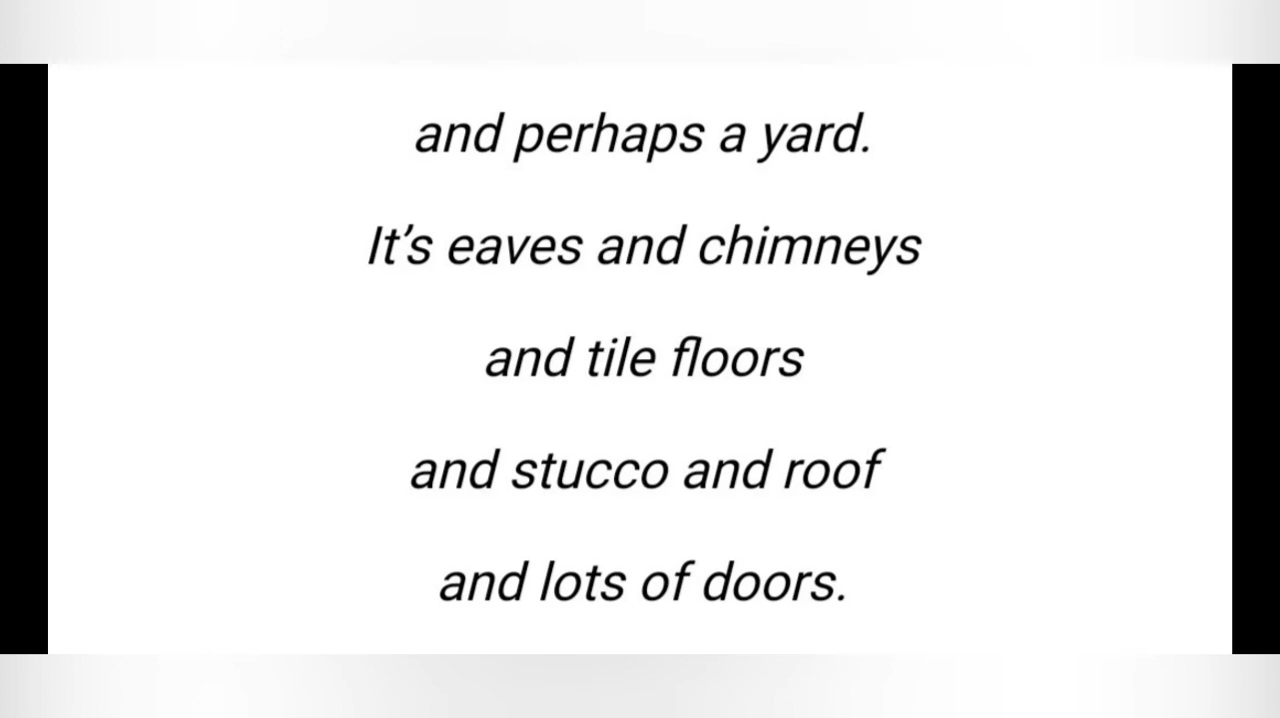 and perhaps a yard.
It’s eaves and chimneys
and tile floors
and stucco and roof
and lots of doors.